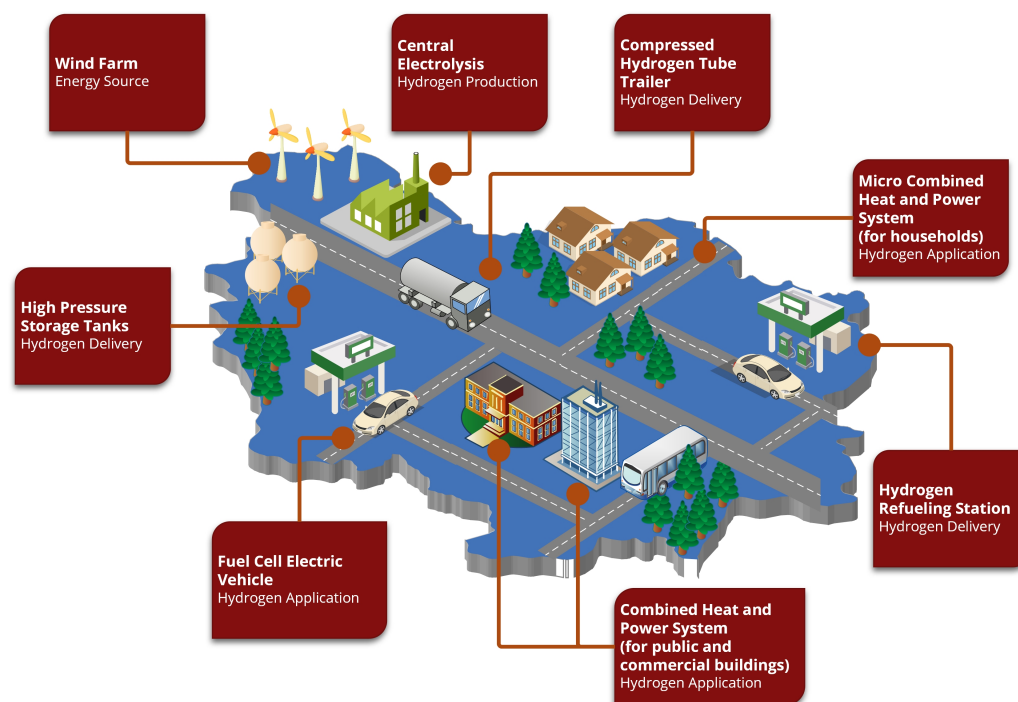 Wind Farm
Energy Source
Central
Electrolysis
Hydrogen Production
Compressed
Hydrogen Tube
Trailer
Hydrogen Delivery
Micro Combined
Heat and Power
System
(for households)
Hydrogen Application
High Pressure
Storage Tanks
Hydrogen Delivery
Hydrogen
Refueling Station
Hydrogen Delivery
Fuel Cell Electric
Vehicle
Hydrogen Application
Combined Heat and
Power System
(for public and
commercial buildings)
Hydrogen Application